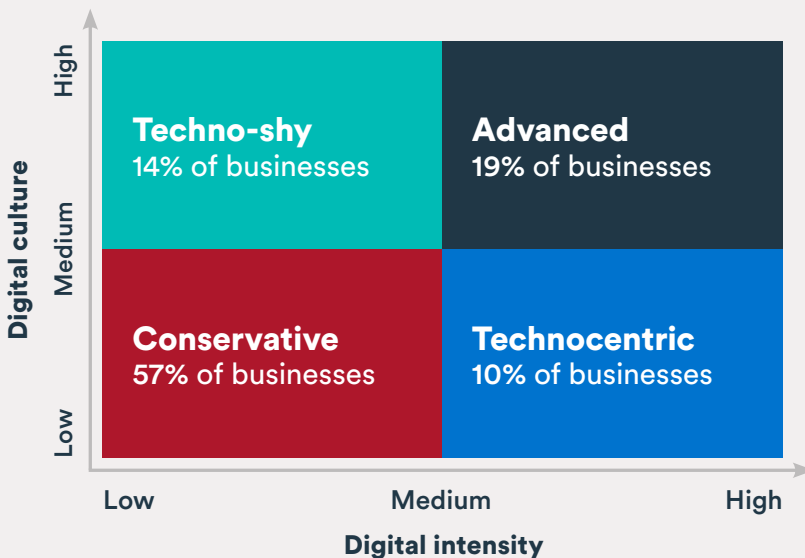 High
Techno-shy
14% of businesses
Advanced
19% of businesses
Digital culture
Medium
Conservative
57% of businesses
Technocentric
10% of businesses
Low
Low
Medium
High
Digital intensity